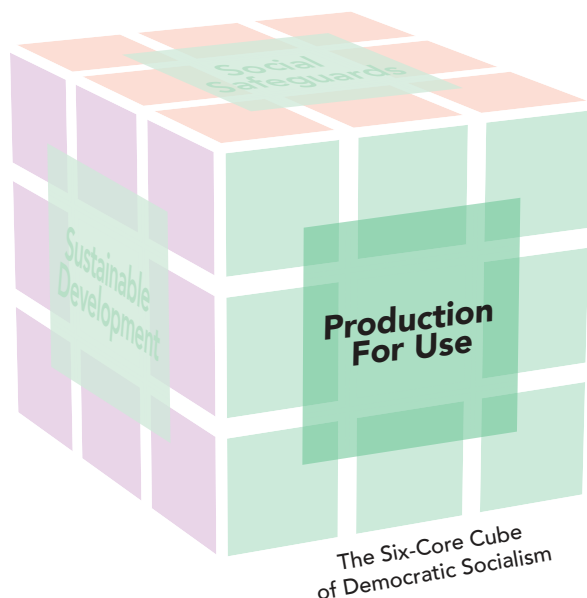 Social
Safeguards
Sustainable
Development
Production
For Use
The Six-Core Cube
of Democratic Socialism